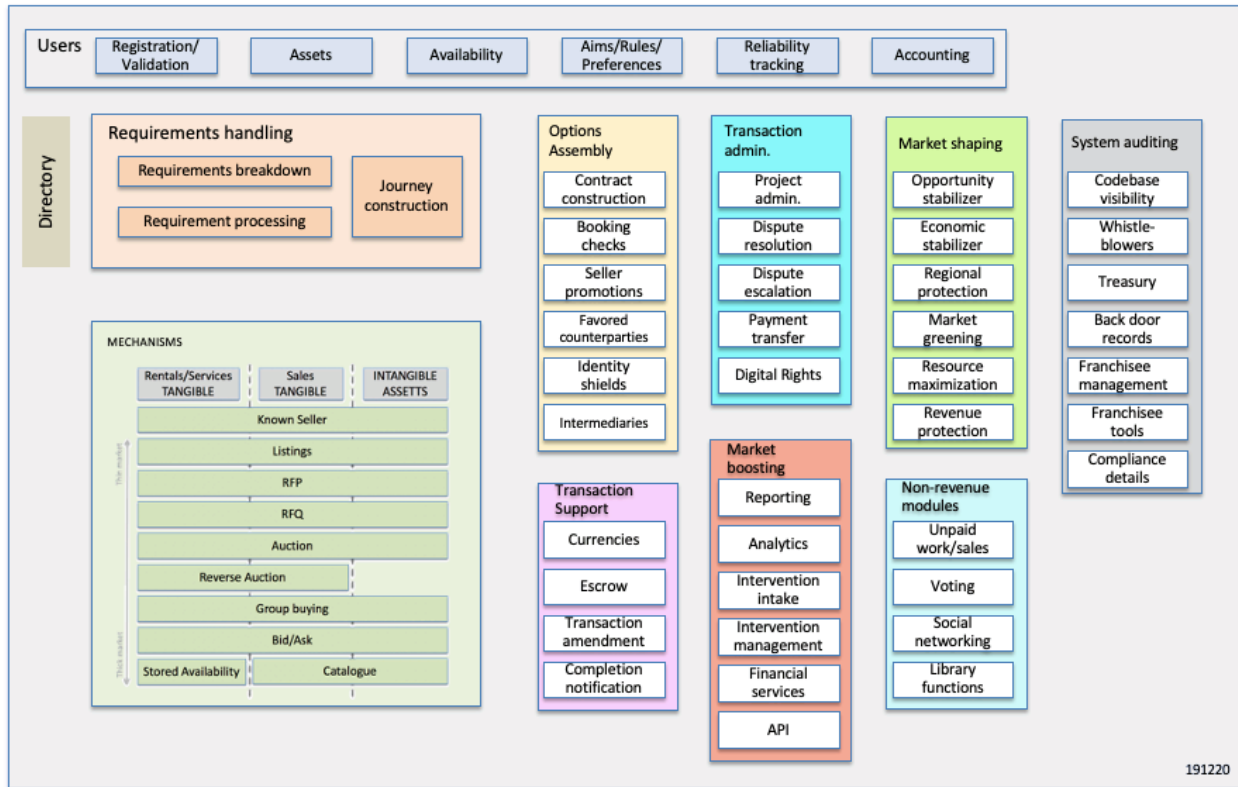 Users
Registration/
Validation
Assets
Availability
Aims/Rules/
Preferences
Reliability
tracking
Accounting
Directory
Requirements handling
Requirements breakdown
Requirement processing
Journey
construction
MECHANISMS
Rentals/Services
TANGIBLE
Sales
TANGIBLE
INTANGIBLE
ASSETTS
Thin market
Thick market
Known Seller
Listings
RFP
RFQ
Auction
Reverse Auction
Group buying
Bid/Ask
Stored Availability
Catalogue
Options
Assembly
Contract
construction
Booking
checks
Seller
promotions
Favored
counterparties
Identity
shields
Intermediaries
Transaction
Support
Currencies
Escrow
Transaction
amendment
Completion
notification
Transaction
admin.
Project
admin.
Dispute
resolution
Dispute
escalation
Payment
transfer
Digital Rights
Market
boosting
Reporting
Analytics
Intervention
intake
Intervention
management
Financial
services
API
Market shaping
Opportunity
stabilizer
Economic
stabilizer
Regional
protection
Market
greening
Resource
maximization
Revenue
protection
Non-revenue
modules
Unpaid
work/sales
Voting
Social
networking
Library
functions
System auditing
Codebase
visibility
Whistle-
blowers
Treasury
Back door
records
Franchisee
management
Franchisee
tools
Compliance
details
191220